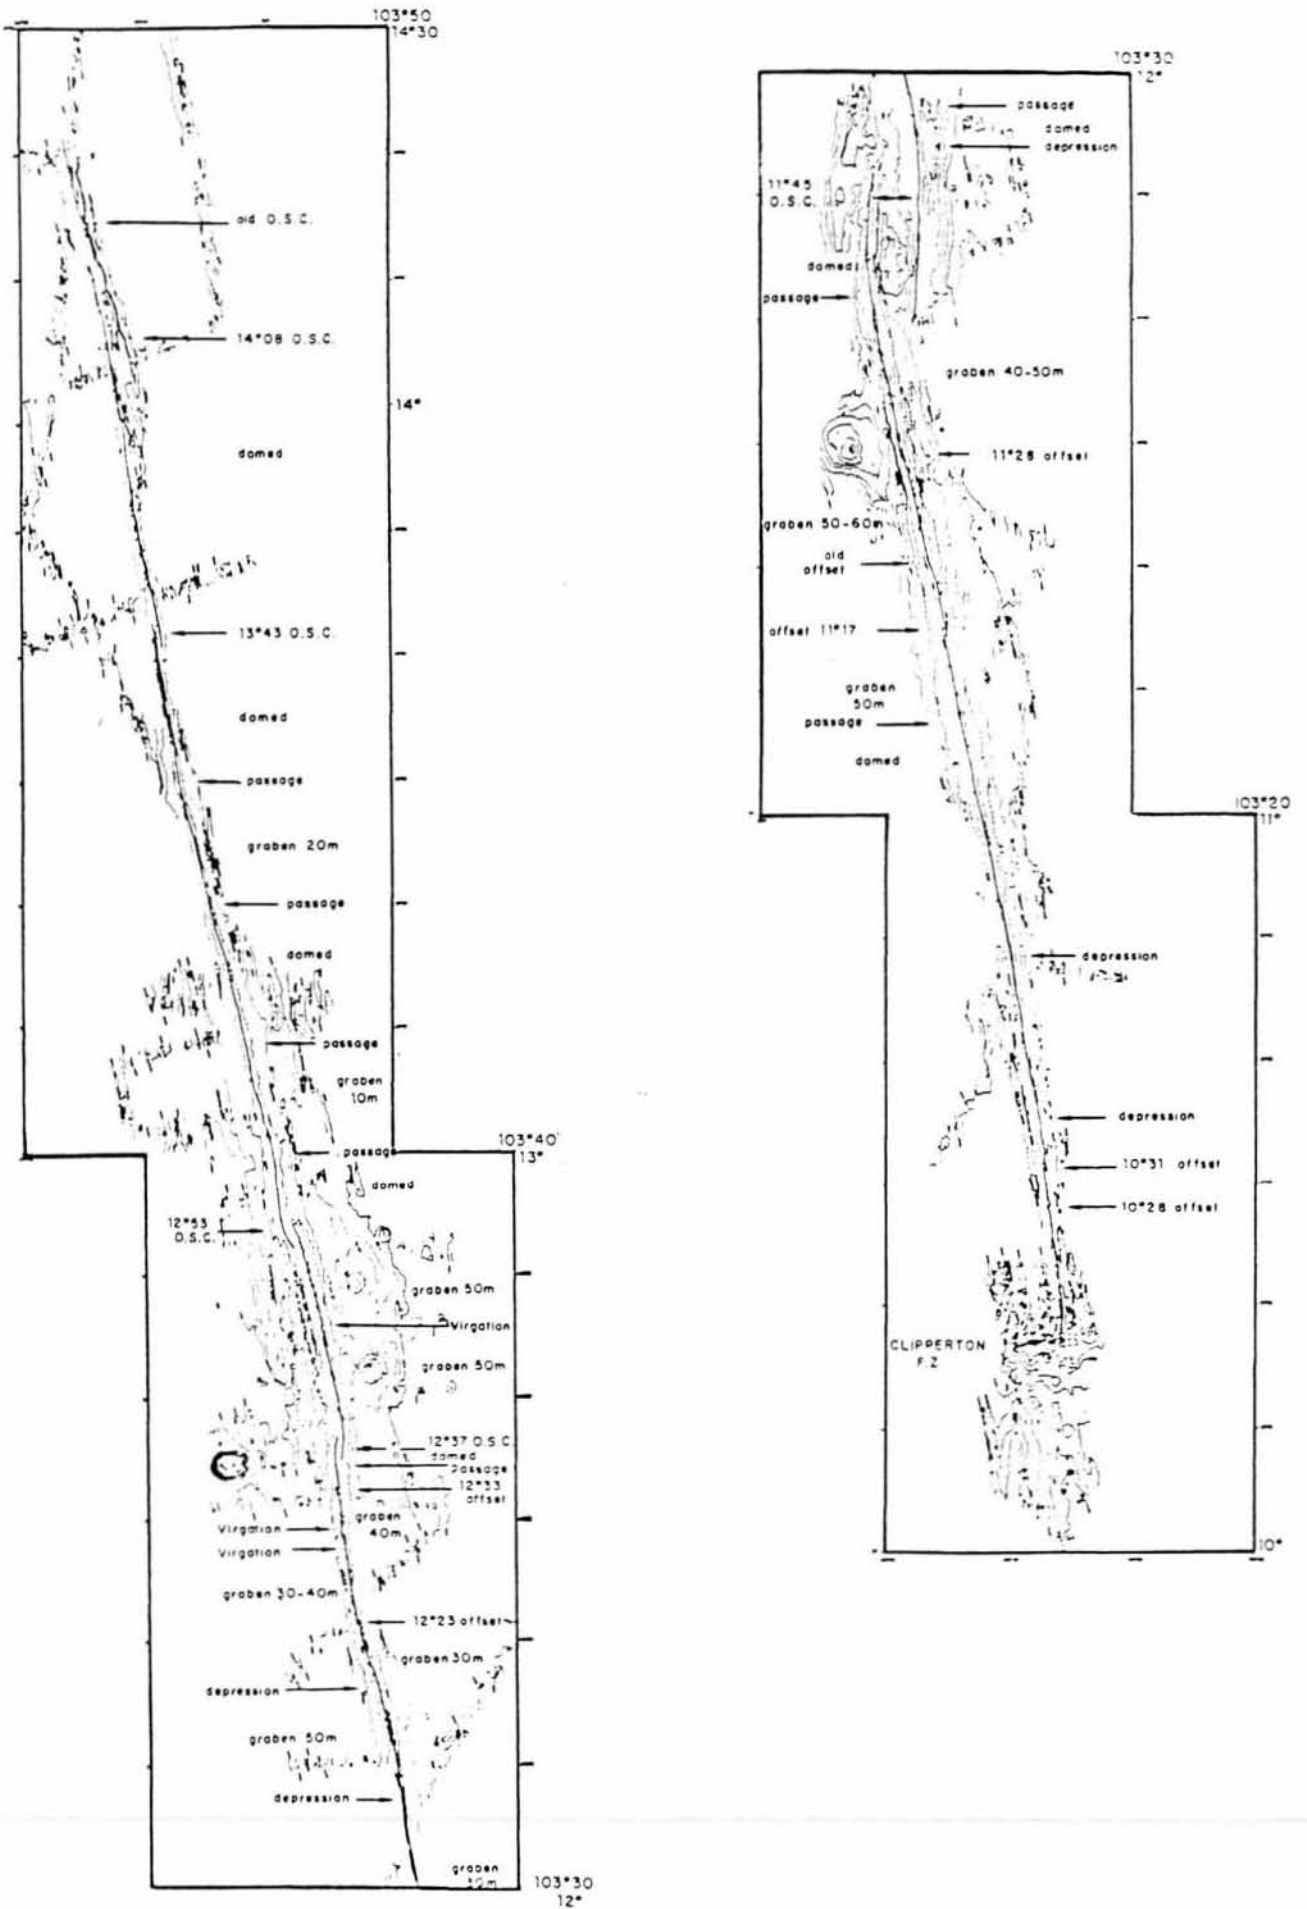 103°50
14°30
old O.S.C.
14°08 O.S.C.
14°
domed
13°43 O.S.C.
domed
passage
graben 20m
passage
domed
passage
graben
10m
passage
103°40'
13°
domed
12°53
O.S.C.
graben 50m
Virgation
graben 50m
12°37 O.S.C.
domed
passage
12°33
offset
graben
40m
Virgation
Virgation
graben 30-40m
12°23 offset
graben 30m
depression
graben 50m
depression
graben
103°30
12°
103°30
12°
passage
domed
depression
11°45
O.S.C.
domed
passage
graben 40-50m
11°28 offset
graben 50-60m
old
offset
offset 11°17
graben
50m
passage
domed
103°20
11°
depression
depression
10°31 offset
10°28 offset
CLIPPERTON
F.Z
10°